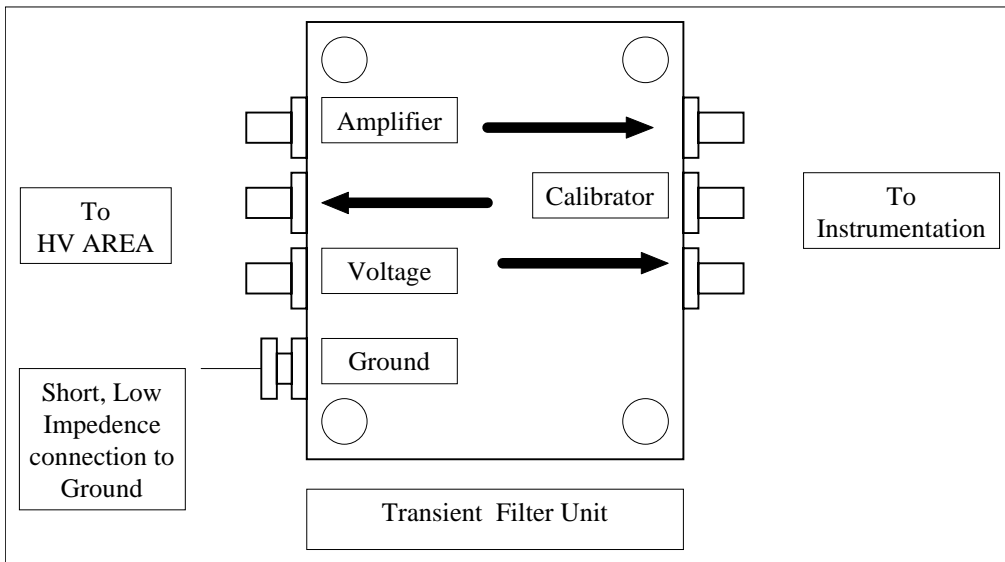 Amplifier
To
HV AREA
Calibrator
To
Instrumentation
Voltage
Ground
Short, Low
Impedence
connection to
Ground
Transient Filter Unit